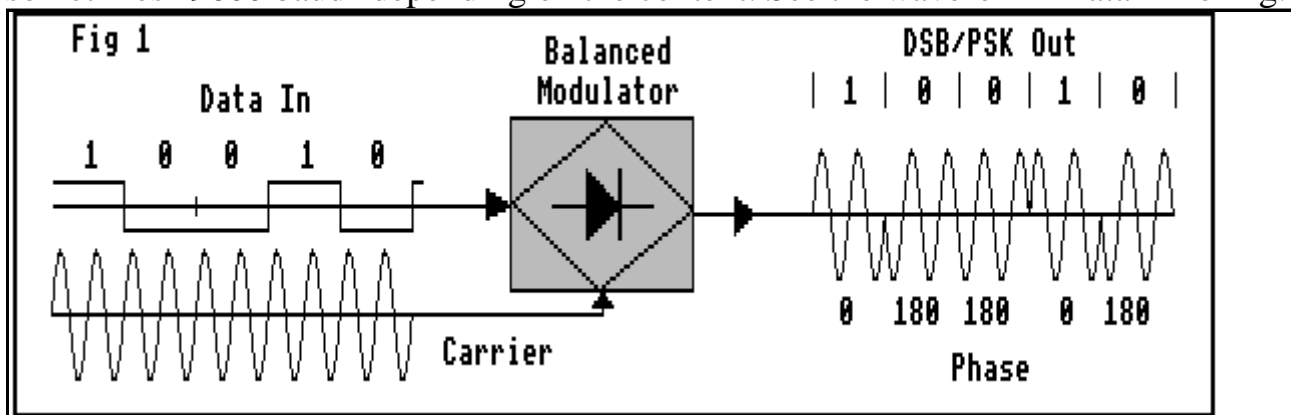 Fig 1
Balanced
Modulator
DSB/PSK Out
Data In
| 1 | 0 | 0 | 1 | 0 |
1 0 0 1 0
0 180 180 0 180
Carrier
Phase